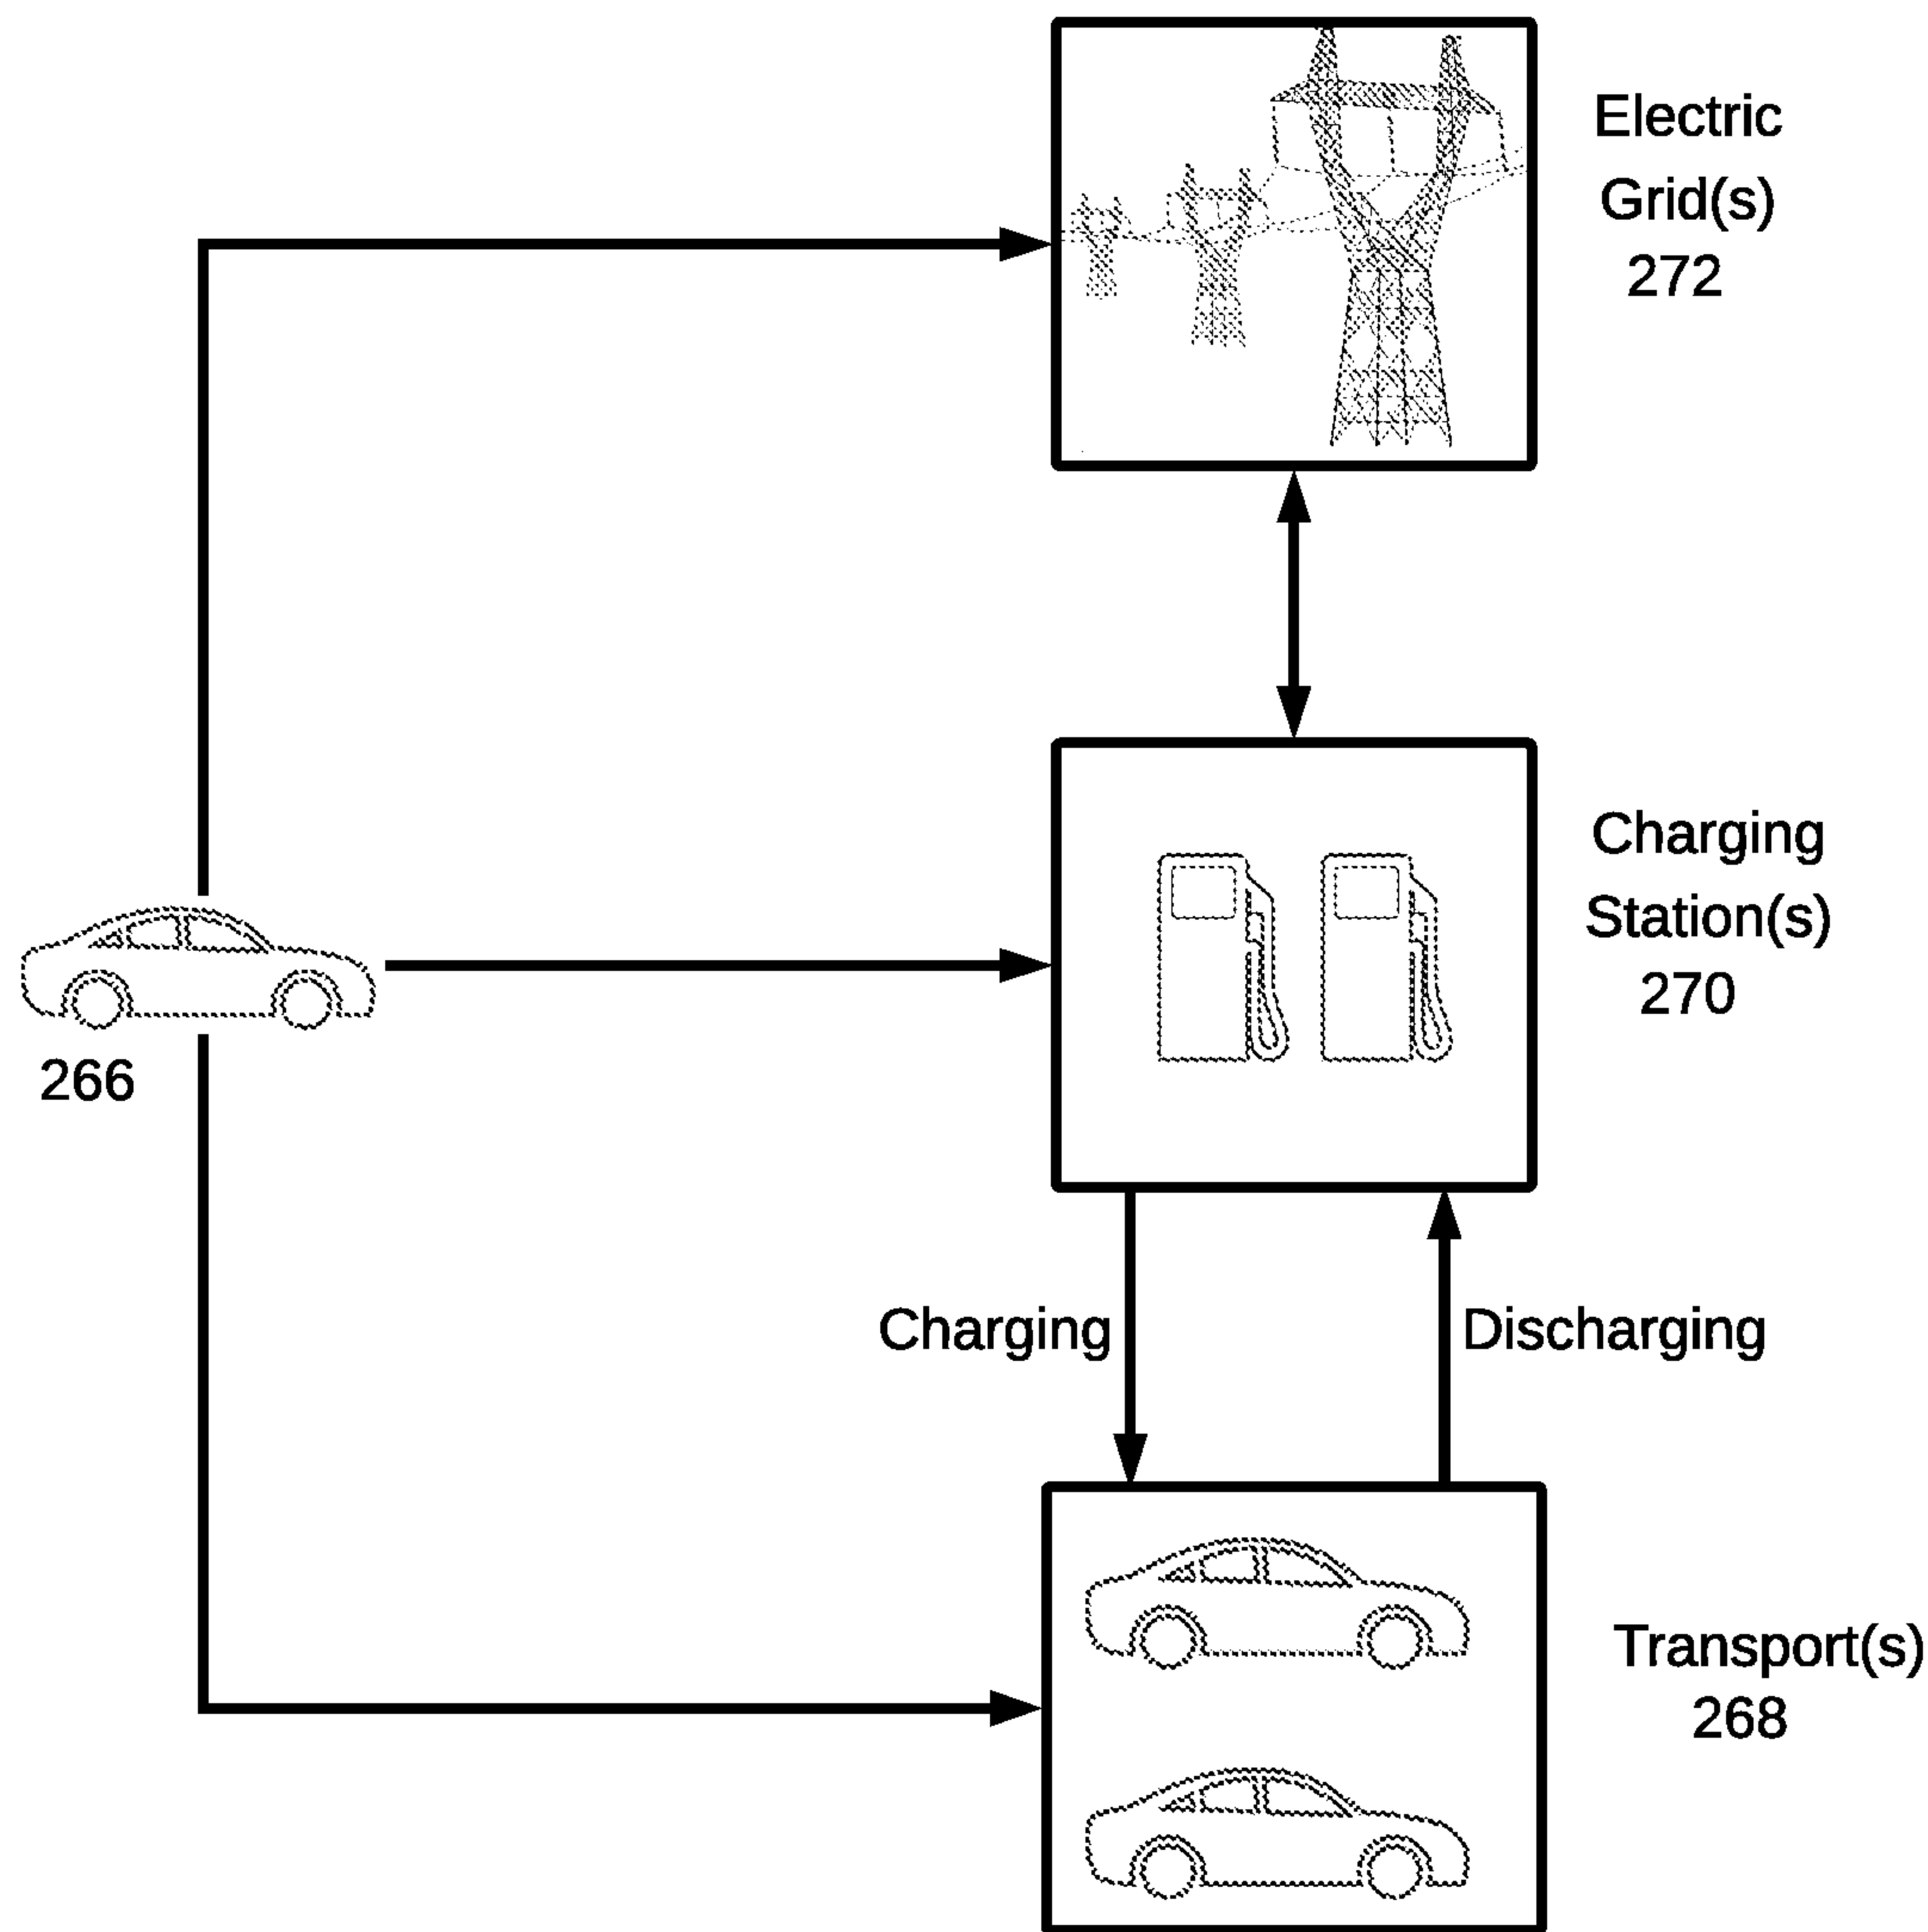 Electric
Grid(s)
272
Charging
Station(s)
270
266
Charging
Discharging
Transport(s)
268